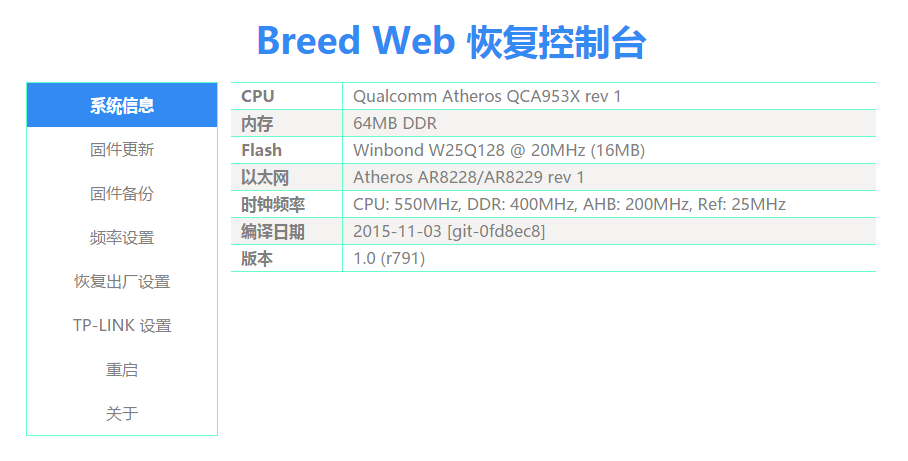 Breed Web 恢复控制台
系统信息
固件更新
固件备份
频率设置
恢复出厂设置
TP-LINK 设置
重启
关于
CPU Qualcomm Atheros QCA953X rev 1
内存 64MB DDR
Flash Winbond W25Q128 @ 20MHz (16MB)
以太网 Atheros AR8228/AR8229 rev 1
时钟频率 CPU: 550MHz, DDR: 400MHz, AHB: 200MHz, Ref: 25MHz
编译日期 2015-11-03 [git-0fd8ec8]
版本 1.0 (r791)